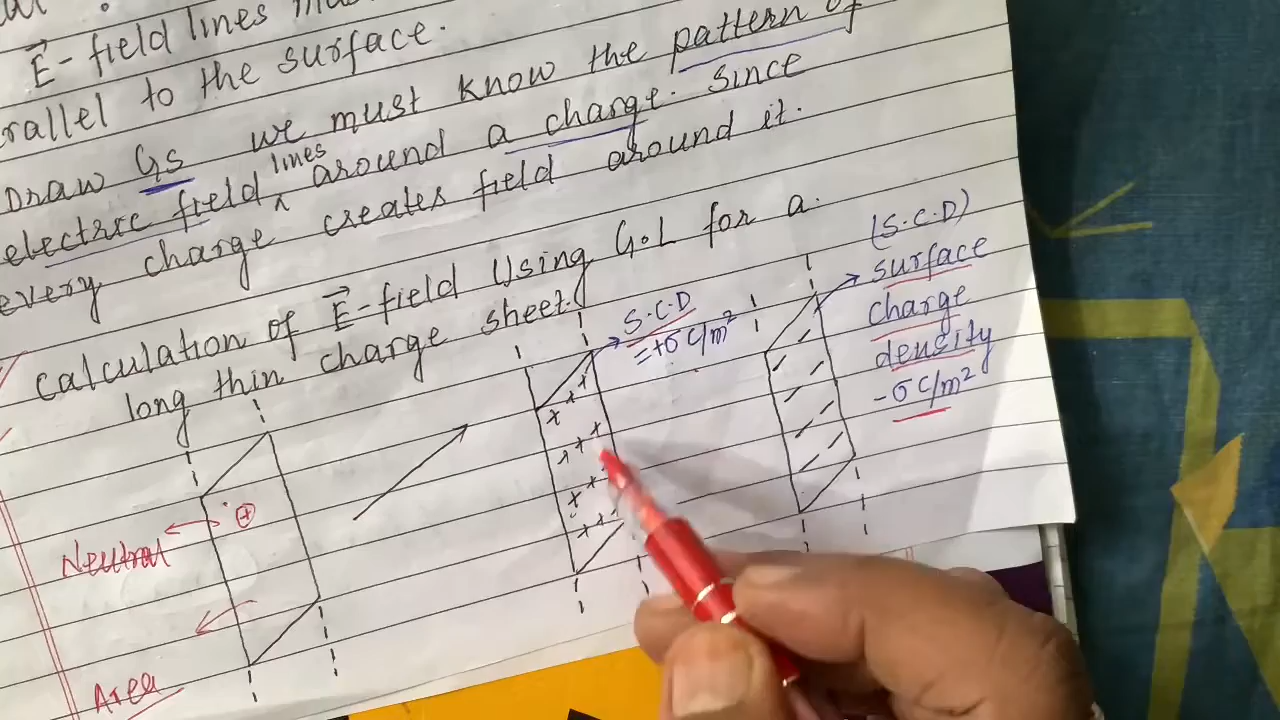 E⃗-field lines
rallel to the surface.
Draw GS we must know the pattern of
electric field lines around a charge. Since
every charge creates field around it.
Calculation of E⃗-field Using G.L for a.
long thin charge sheet.
S.C.D
=+σ C/m²
(S.C.D)
surface
charge
density
-σ C/m²
Neutral
+
Area